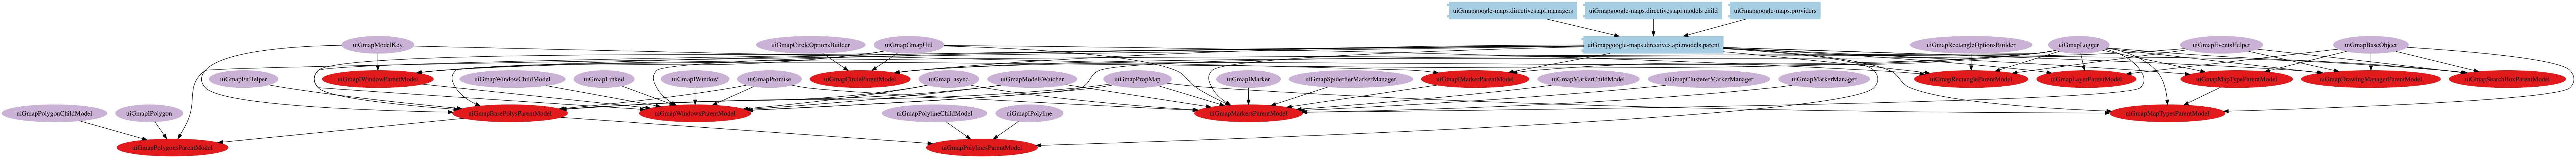 uiGmapgoogle-maps.directives.api.managers
uiGmapgoogle-maps.directives.api.models.child
uiGmapgoogle-maps.providers
uiGmapModelKey
uiGmapCircleOptionsBuilder
uiGmapGmapUtil
uiGmapgoogle-maps.directives.api.models.parent
uiGmapRectangleOptionsBuilder
uiGmapLogger
uiGmapEventsHelper
uiGmapBaseObject
uiGmapFitHelper
uiGmapIWindowParentModel
uiGmapWindowChildModel
uiGmapLinked
uiGmapIWindow
uiGmapPromise
uiGmapCircleParentModel
uiGmap_async
uiGmapModelsWatcher
uiGmapPropMap
uiGmapIMarker
uiGmapSpiderfierMarkerManager
uiGmapIMarkerParentModel
uiGmapMarkerChildModel
uiGmapClustererMarkerManager
uiGmapMarkerManager
uiGmapRectangleParentModel
uiGmapLayerParentModel
uiGmapMapTypeParentModel
uiGmapDrawingManagerParentModel
uiGmapSearchBoxParentModel
uiGmapPolygonChildModel
uiGmapIPolygon
uiGmapBasePolysParentModel
uiGmapWindowsParentModel
uiGmapPolylineChildModel
uiGmapIPolyline
uiGmapMarkersParentModel
uiGmapMapTypesParentModel
uiGmapPolygonsParentModel
uiGmapPolylinesParentModel